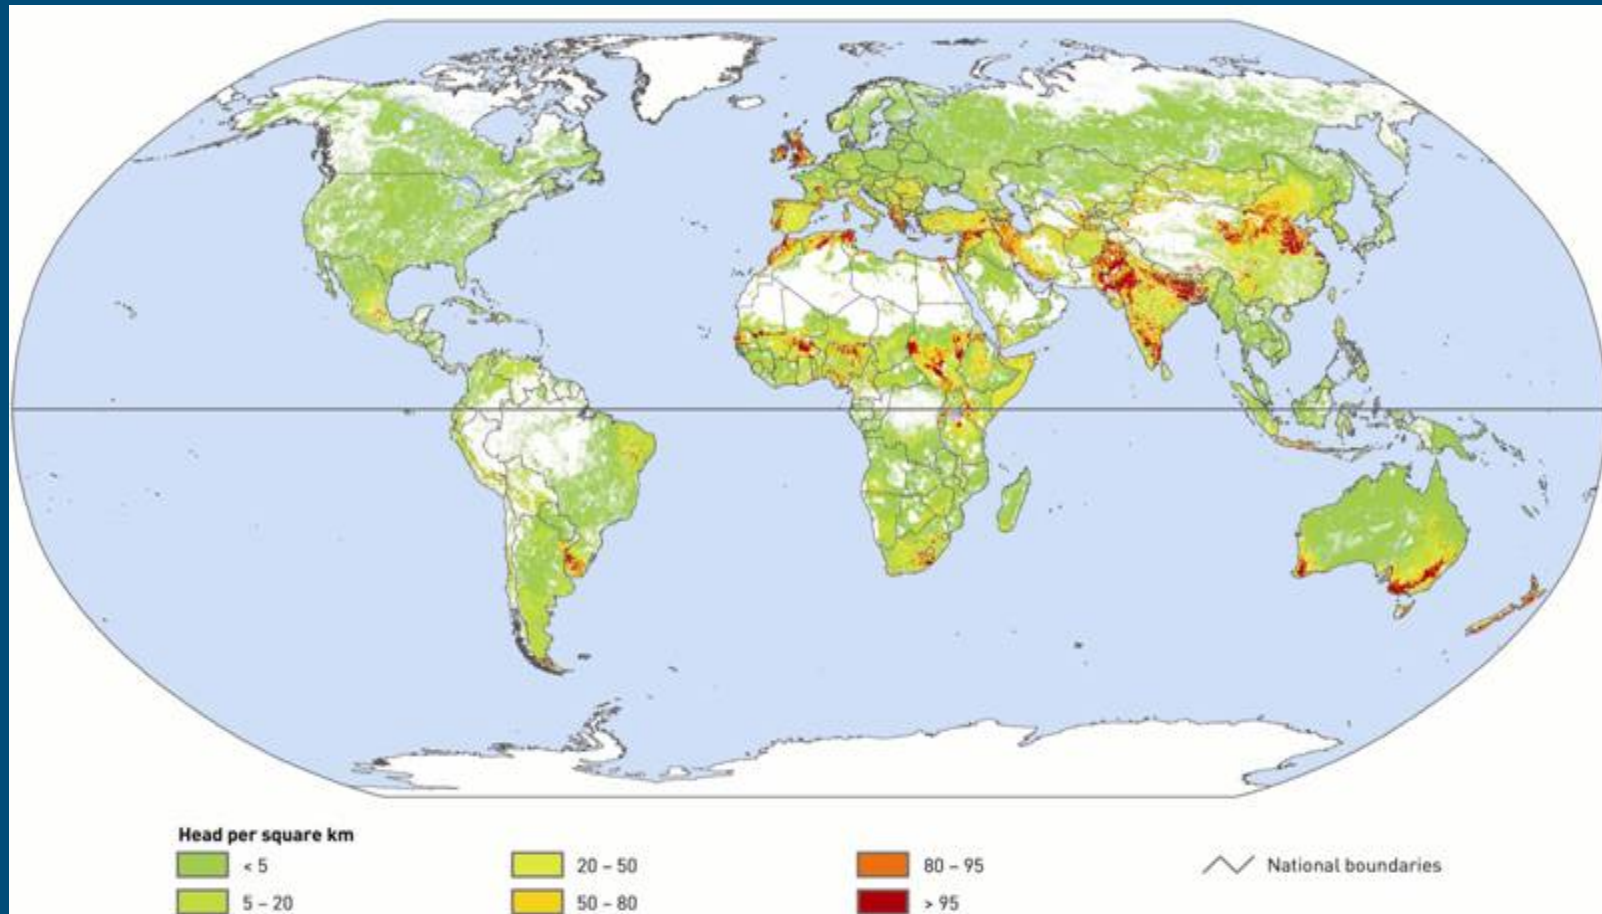 Head per square km
< 5
5 – 20
20 – 50
50 – 80
80 – 95
> 95
National boundaries